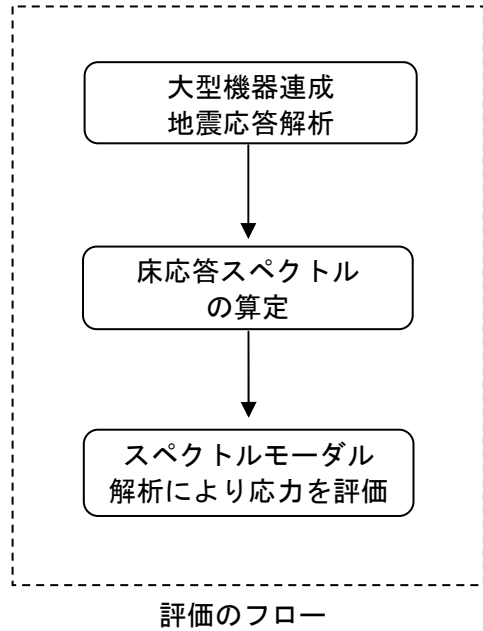 大型機器連成
地震応答解析
床応答スペクトル
の算定
スペクトルモーダル
解析により応力を評価
評価のフロー